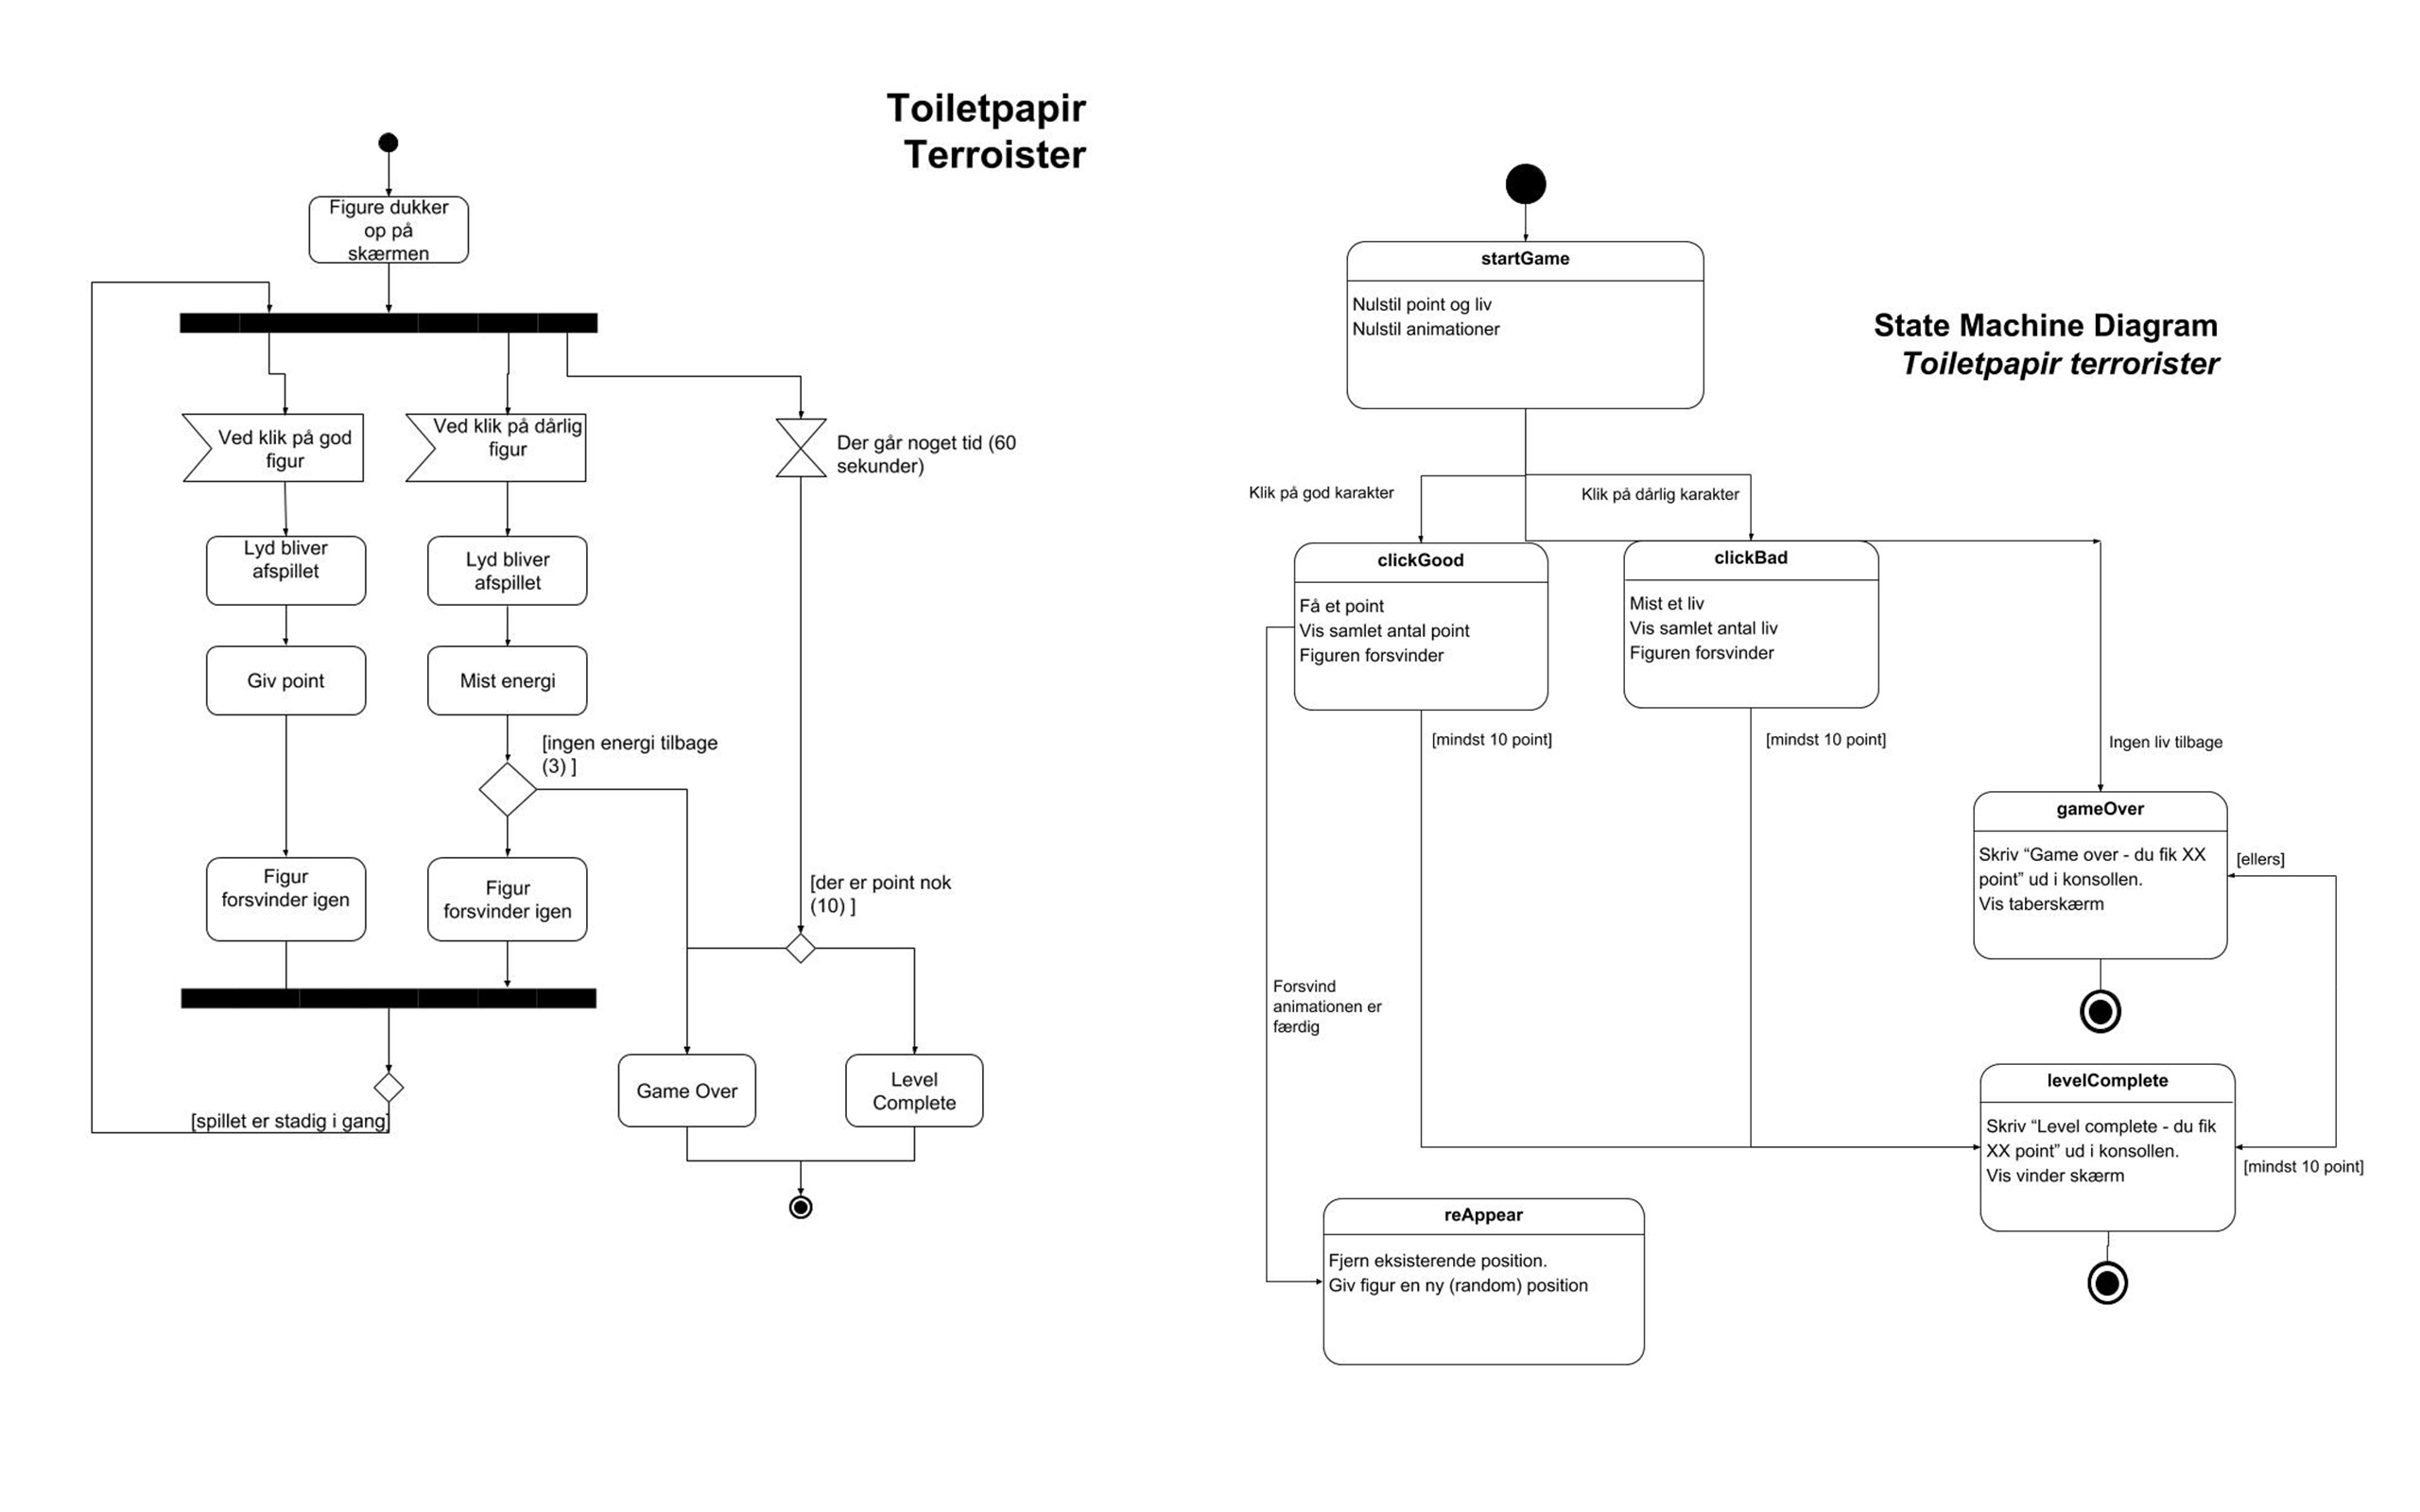 Toiletpapir
Terroister
Figure dukker
op på
skærmen
Ved klik på god
figur
Ved klik på dårlig
figur
Der går noget tid (60
sekunder)
Lyd bliver
afspillet
Lyd bliver
afspillet
Giv point
Mist energi
[ingen energi tilbage
(3) ]
Figur
forsvinder igen
Figur
forsvinder igen
[der er point nok
(10) ]
Game Over
Level
Complete
[spillet er stadig i gang]
State Machine Diagram
Toiletpapir terrorister
startGame
Nulstil point og liv
Nulstil animationer
Klik på god karakter
Klik på dårlig karakter
clickGood
Få et point
Vis samlet antal point
Figuren forsvinder
clickBad
Mist et liv
Vis samlet antal liv
Figuren forsvinder
[mindst 10 point]
[mindst 10 point]
Ingen liv tilbage
gameOver
Skriv “Game over - du fik XX
point” ud i konsollen.
Vis taberskærm
[ellers]
Forsvind
animationen er
færdig
levelComplete
Skriv “Level complete - du fik
XX point” ud i konsollen.
Vis vinder skærm
[mindst 10 point]
reAppear
Fjern eksisterende position.
Giv figur en ny (random) position